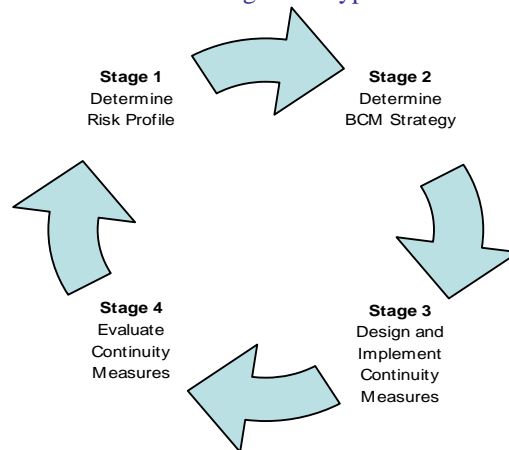 Stage 1
Determine
Risk Profile
Stage 2
Determine
BCM Strategy
Stage 3
Design and
Implement
Continuity
Measures
Stage 4
Evaluate
Continuity
Measures